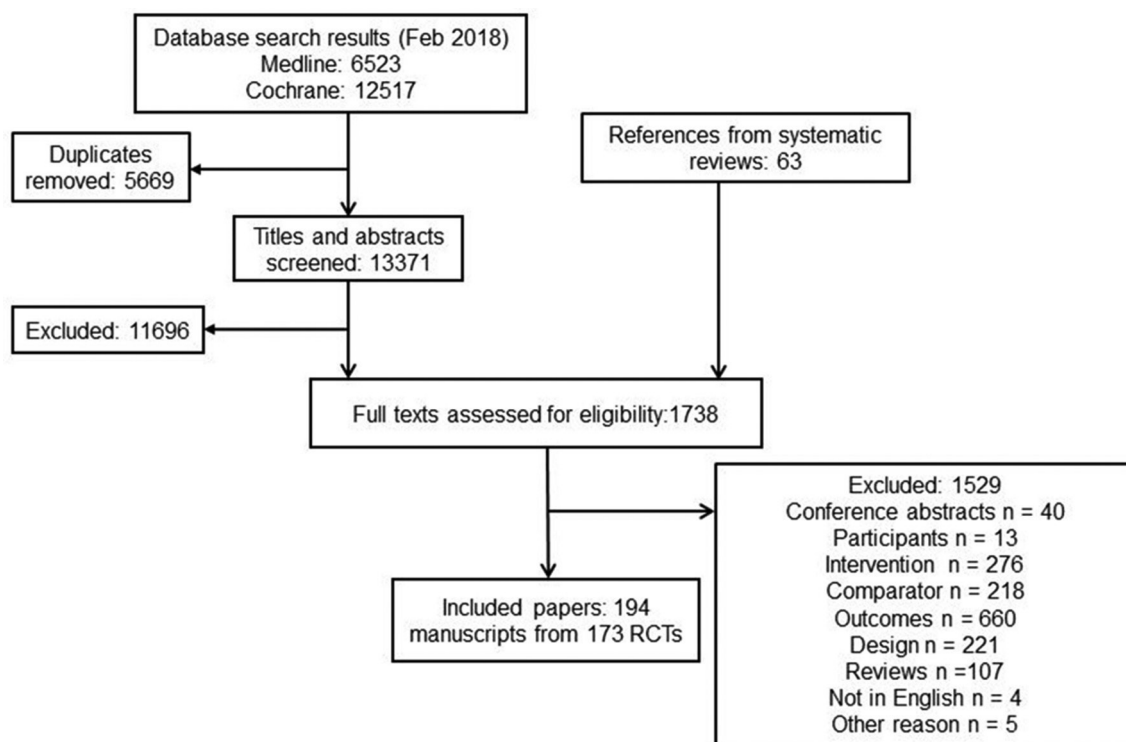 Database search results (Feb 2018)
Medline: 6523
Cochrane: 12517
References from systematic
reviews: 63
Duplicates
removed: 5669
Titles and abstracts
screened: 13371
Excluded: 11696
Full texts assessed for eligibility:1738
Excluded: 1529
Conference abstracts n = 40
Participants n = 13
Intervention n = 276
Comparator n = 218
Outcomes n = 660
Design n = 221
Reviews n =107
Not in English n = 4
Other reason n = 5
Included papers: 194
manuscripts from 173 RCTs